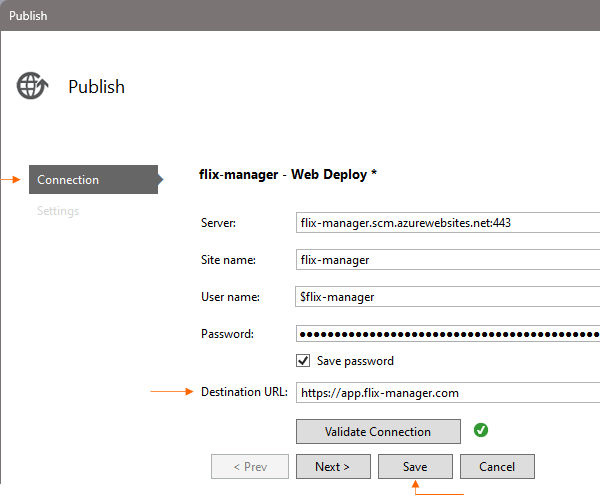 Publish
Publish
Connection
Settings
flix-manager - Web Deploy *
Server: flix-manager.scm.azurewebsites.net:443
Site name: flix-manager
User name: $flix-manager
Password: ●●●●●●●●●●●●●●●●●●●●●●●●●●●●●●●●●●●●●●●●●●●
Save password
Destination URL: https://app.flix-manager.com
Validate Connection
< Prev Next > Save Cancel